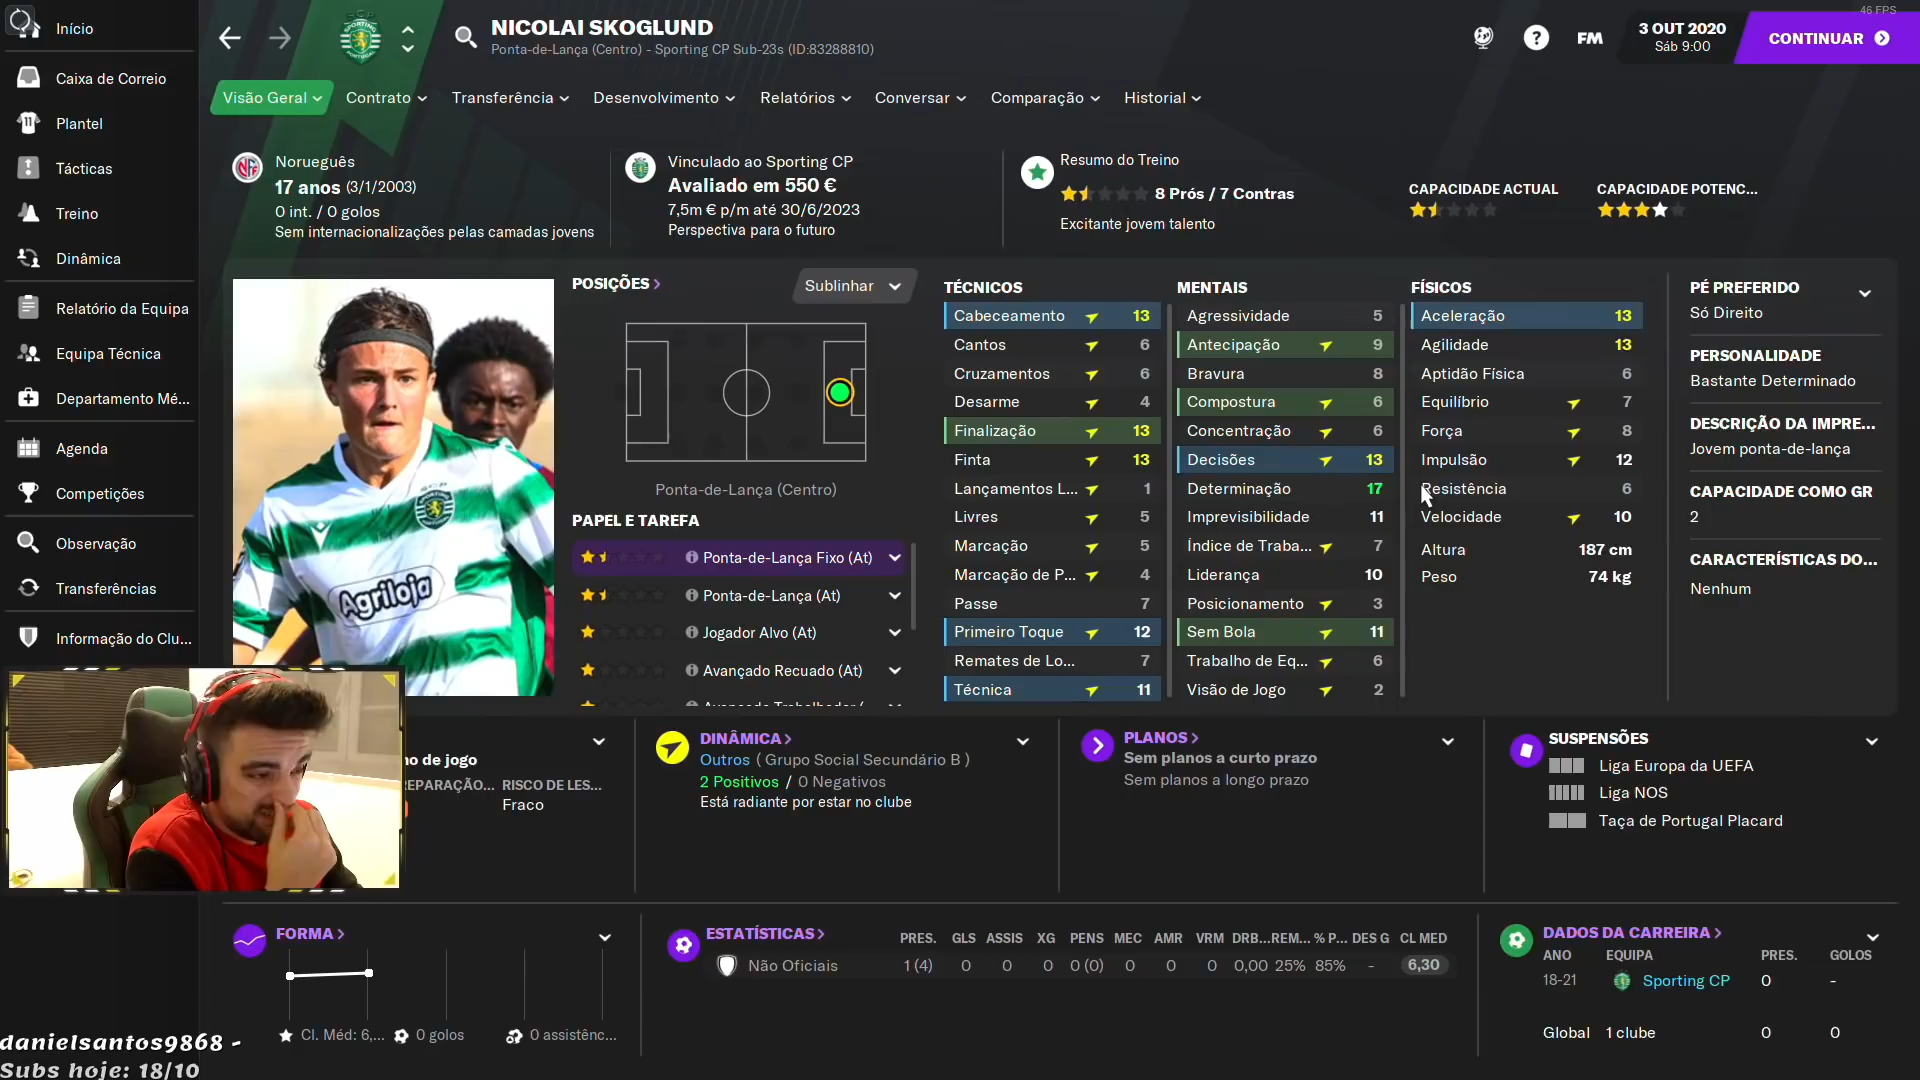 46 FPS
Início
Caixa de Correio
Plantel
Tácticas
Treino
Dinâmica
Relatório da Equipa
Equipa Técnica
Departamento Mé...
Agenda
Competições
Observação
Transferências
Informação do Clu...
NICOLAI SKOGLUND
Ponta-de-Lança (Centro) - Sporting CP Sub-23s (ID:83288810)
FM
3 OUT 2020
Sáb 9:00
CONTINUAR
Visão Geral
Contrato
Transferência
Desenvolvimento
Relatórios
Conversar
Comparação
Historial
Norueguês
17 anos (3/1/2003)
0 int. / 0 golos
Sem internacionalizações pelas camadas jovens
Vinculado ao Sporting CP
Avaliado em 550 €
7,5m € p/m até 30/6/2023
Perspectiva para o futuro
Resumo do Treino
8 Prós / 7 Contras
Excitante jovem talento
CAPACIDADE ACTUAL
CAPACIDADE POTENC...
SCP
SPORTING
PORTUGAL
Agriloja
POSIÇÕES
Sublinhar
Ponta-de-Lança (Centro)
PAPEL E TAREFA
Ponta-de-Lança Fixo (At)
Ponta-de-Lança (At)
Jogador Alvo (At)
Avançado Recuado (At)
TÉCNICOS
Cabeceamento 13
Cantos 6
Cruzamentos 6
Desarme 4
Finalização 13
Finta 13
Lançamentos L... 1
Livres 5
Marcação 5
Marcação de P... 4
Passe 7
Primeiro Toque 12
Remates de Lo... 7
Técnica 11
MENTAIS
Agressividade 5
Antecipação 9
Bravura 8
Compostura 6
Concentração 6
Decisões 13
Determinação 17
Imprevisibilidade 11
Índice de Traba... 7
Liderança 10
Posicionamento 3
Sem Bola 11
Trabalho de Eq... 6
Visão de Jogo 2
FÍSICOS
Aceleração 13
Agilidade 13
Aptidão Física 6
Equilíbrio 7
Força 8
Impulsão 12
Resistência 6
Velocidade 10
Altura 187 cm
Peso 74 kg
PÉ PREFERIDO
Só Direito
PERSONALIDADE
Bastante Determinado
DESCRIÇÃO DA IMPRE...
Jovem ponta-de-lança
CAPACIDADE COMO GR
2
CARACTERÍSTICAS DO...
Nenhum
o de jogo
EPARAÇÃO... RISCO DE LES...
Fraco
DINÂMICA
Outros ( Grupo Social Secundário B )
2 Positivos / 0 Negativos
Está radiante por estar no clube
PLANOS
Sem planos a curto prazo
Sem planos a longo prazo
SUSPENSÕES
Liga Europa da UEFA
Liga NOS
Taça de Portugal Placard
FORMA
Cl. Méd: 6,...
0 golos
0 assistênc...
ESTATÍSTICAS
PRES. GLS ASSIS XG PENS MEC AMR VRM DRB... REM... % P... DES G CL MED
Não Oficiais 1 (4) 0 0 0 0 (0) 0 0 0 0,00 25% 85% - 6,30
DADOS DA CARREIRA
ANO EQUIPA PRES. GOLOS
18-21 Sporting CP 0 -
Global 1 clube 0 0
danielsantos9868 -
Subs hoje: 18/10